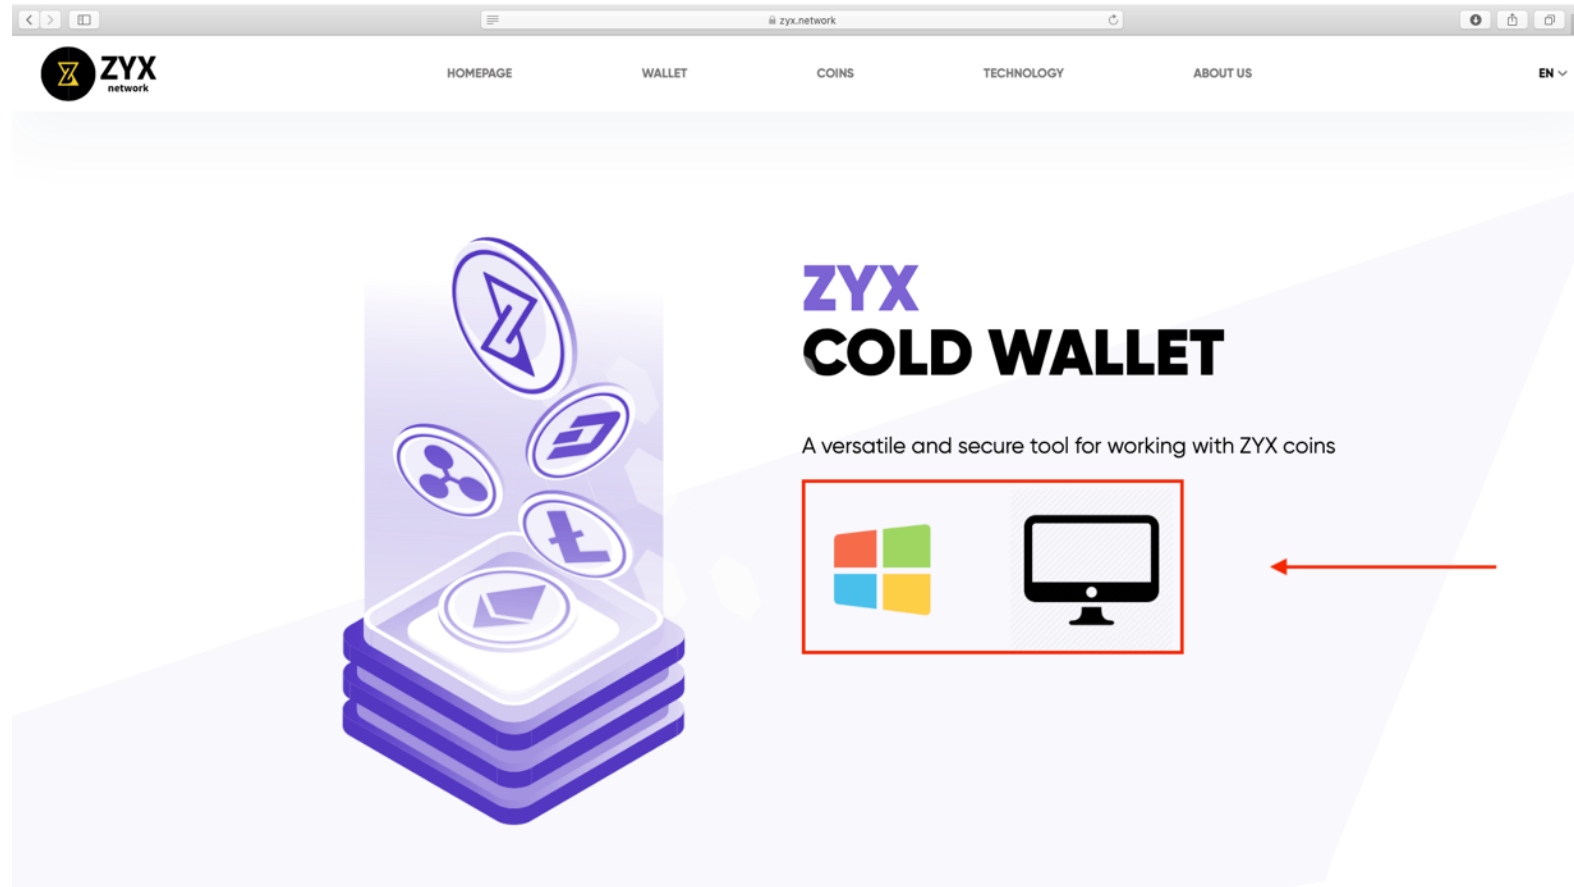 zyx.network
ZYX
network
HOMEPAGE
WALLET
COINS
TECHNOLOGY
ABOUT US
EN
ZYX
COLD WALLET
A versatile and secure tool for working with ZYX coins